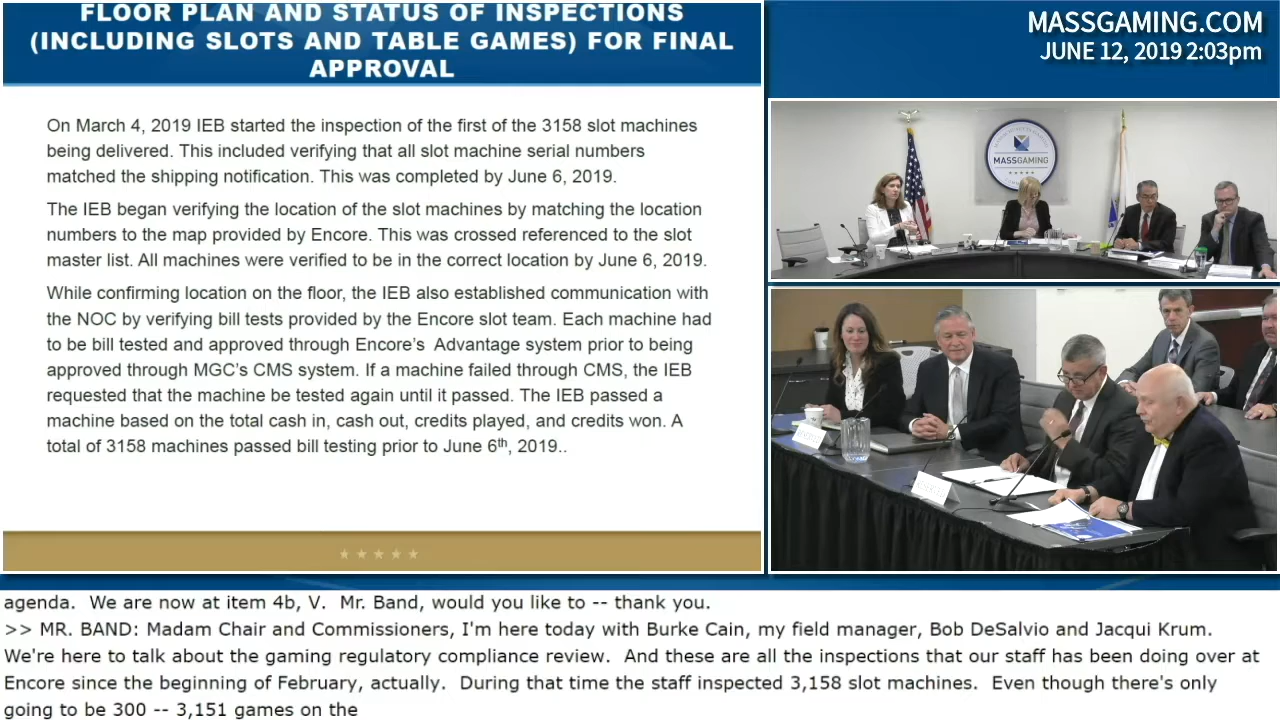 FLOOR PLAN AND STATUS OF INSPECTIONS
(INCLUDING SLOTS AND TABLE GAMES) FOR FINAL
APPROVAL
On March 4, 2019 IEB started the inspection of the first of the 3158 slot machines
being delivered. This included verifying that all slot machine serial numbers
matched the shipping notification. This was completed by June 6, 2019.
The IEB began verifying the location of the slot machines by matching the location
numbers to the map provided by Encore. This was crossed referenced to the slot
master list. All machines were verified to be in the correct location by June 6, 2019.
While confirming location on the floor, the IEB also established communication with
the NOC by verifying bill tests provided by the Encore slot team. Each machine had
to be bill tested and approved through Encore's Advantage system prior to being
approved through MGC's CMS system. If a machine failed through CMS, the IEB
requested that the machine be tested again until it passed. The IEB passed a
machine based on the total cash in, cash out, credits played, and credits won. A
total of 3158 machines passed bill testing prior to June 6th, 2019..
MASSGAMING.COM
JUNE 12, 2019 2:03pm
MASSGAMING
agenda. We are now at item 4b, V. Mr. Band, would you like to -- thank you.
>> MR. BAND: Madam Chair and Commissioners, I'm here today with Burke Cain, my field manager, Bob DeSalvio and Jacqui Krum.
We're here to talk about the gaming regulatory compliance review. And these are all the inspections that our staff has been doing over at
Encore since the beginning of February, actually. During that time the staff inspected 3,158 slot machines. Even though there's only
going to be 300 -- 3,151 games on the